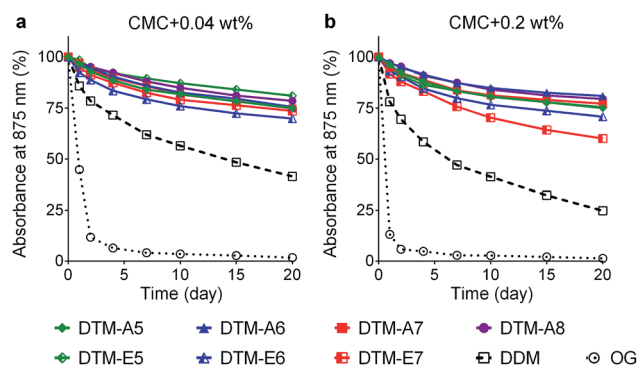 a CMC+0.04 wt%
Absorbance at 875 nm (%)
100
75
50
25
0
0 5 10 15 20
Time (day)
b CMC+0.2 wt%
Absorbance at 875 nm (%)
100
75
50
25
0
0 5 10 15 20
Time (day)
DTM-A5 DTM-A6 DTM-A7 DTM-A8
DTM-E5 DTM-E6 DTM-E7 DDM OG